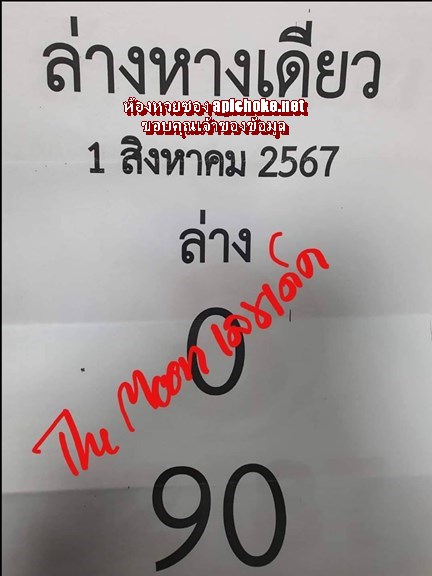 ล่างหางเดียว
ห้องหวยซอง apichoke.net
ขอบคุณเจ้าของข้อมูล
1 สิงหาคม 2567
ล่าง
0
The Moon เลขเด็ด
90